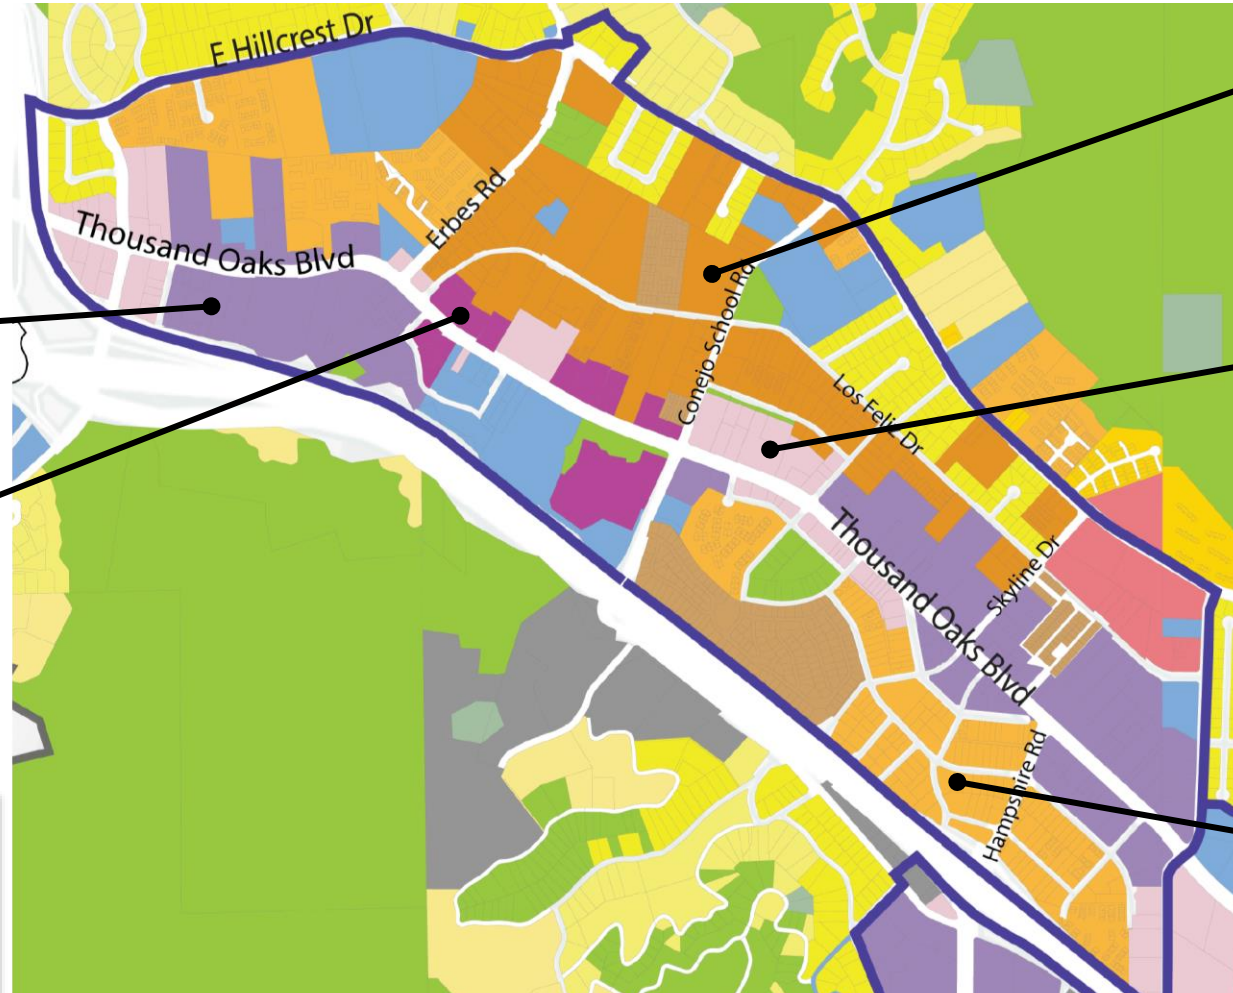 E Hillcrest Dr
Erbes Rd
Thousand Oaks Blvd
Conejo School Rd
Los Feliz Dr
Thousand Oaks Blvd
Skyline Dr
Hampshire Rd